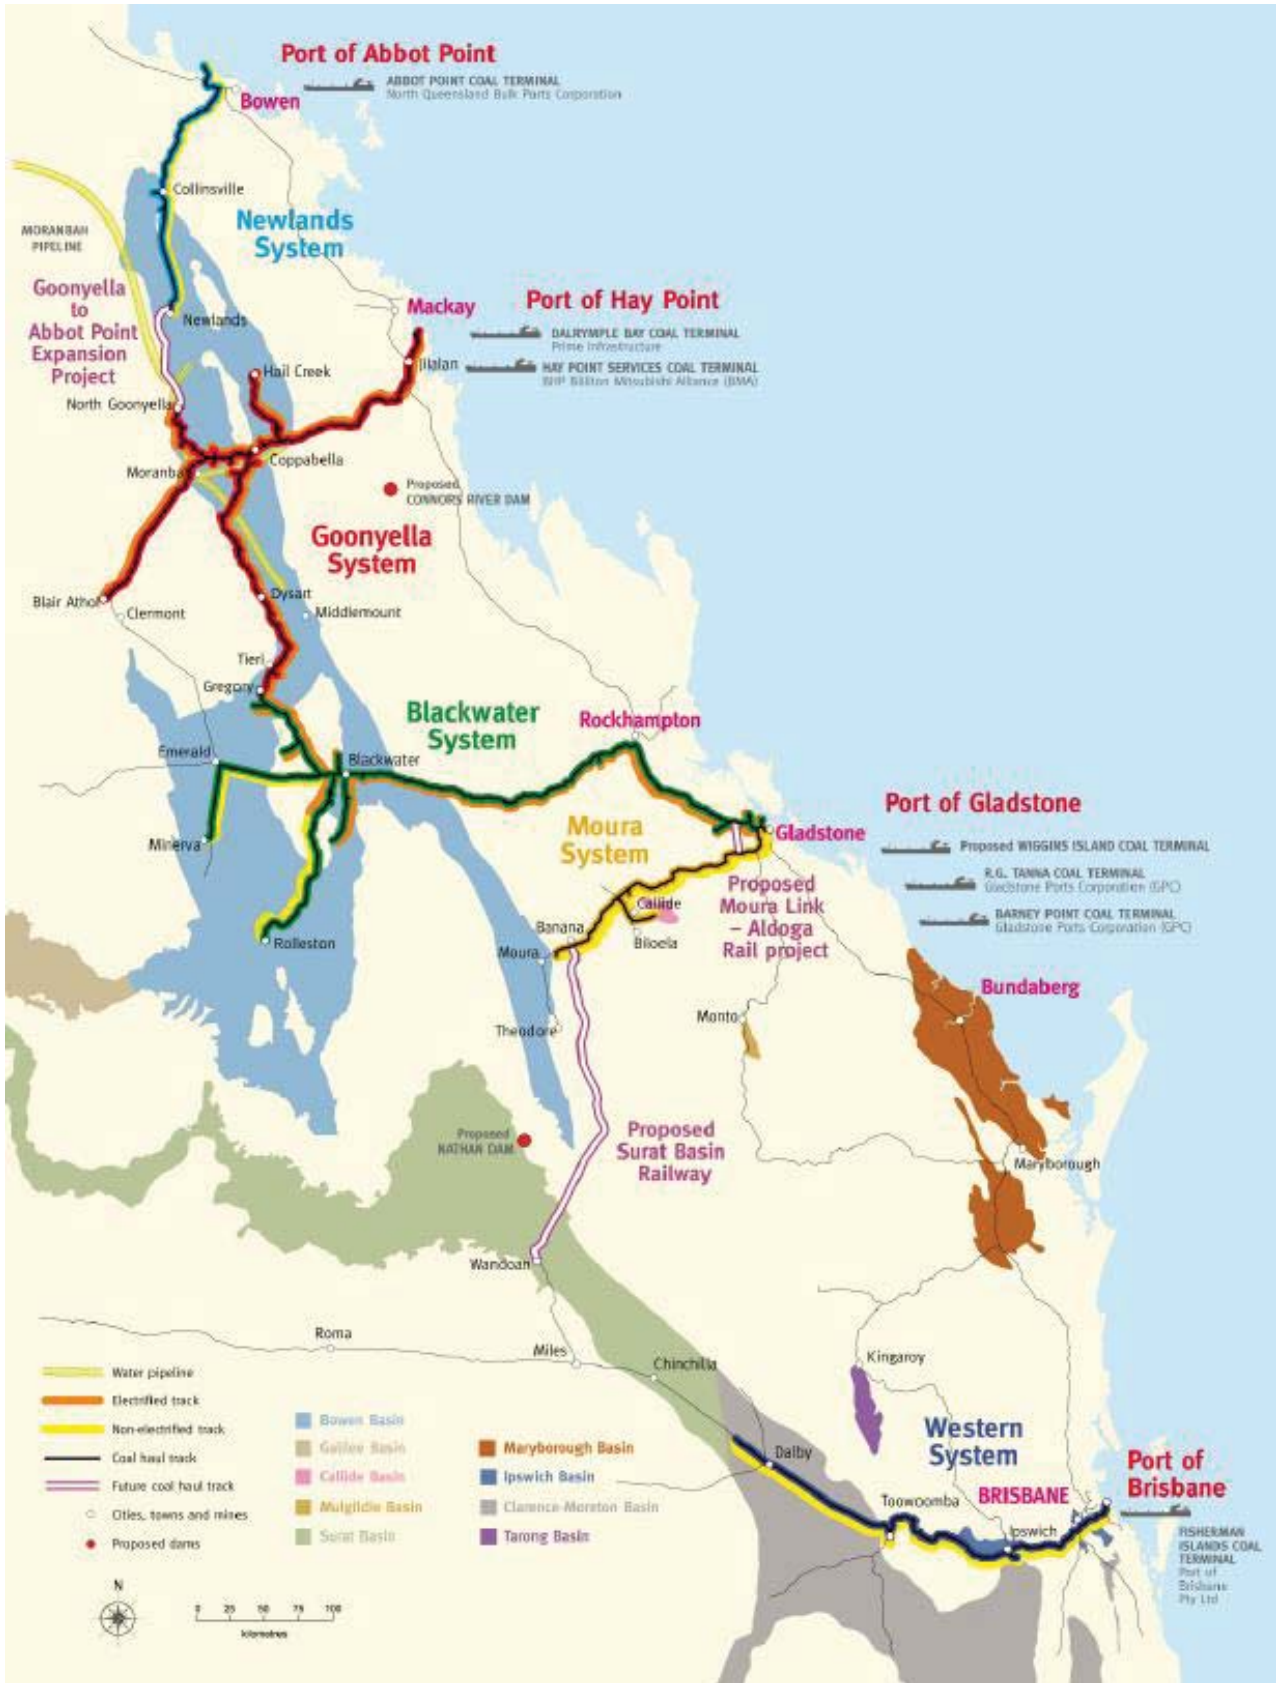 Port of Abbot Point
ABBOT POINT COAL TERMINAL
North Queensland Bulk Ports Corporation
Bowen
Collinsville
Newlands
System
MORANBAH
PIPELINE
Goonyella
to
Abbot Point
Expansion
Project
Newlands
Mackay
Port of Hay Point
DALRYMPLE BAY COAL TERMINAL
Prime Infrastructure
HAY POINT SERVICES COAL TERMINAL
BHP Billiton Mitsubishi Alliance (BMA)
Jilalan
Hail Creek
North Goonyella
Coppabella
Moranbah
Proposed
CONNORS RIVER DAM
Goonyella
System
Blair Athol
Clermont
Dysart
Middlemount
Tieri
Gregory
Blackwater
System
Rockhampton
Emerald
Blackwater
Minerva
Moura
System
Port of Gladstone
Gladstone
Proposed WIGGINS ISLAND COAL TERMINAL
R.G. TANNA COAL TERMINAL
Gladstone Ports Corporation (GPC)
BARNEY POINT COAL TERMINAL
Gladstone Ports Corporation (GPC)
Proposed
Moura Link
– Aldoga
Rail project
Callide
Banana
Biloela
Rolleston
Moura
Bundaberg
Monto
Theodore
Proposed
NATHAN DAM
Proposed
Surat Basin
Railway
Maryborough
Wandoan
Roma
Miles
Chinchilla
Kingaroy
Western
System
Dalby
Toowoomba
BRISBANE
Ipswich
Port of
Brisbane
FISHERMAN
ISLANDS COAL
TERMINAL
Port of
Brisbane
Pty Ltd
Water pipeline
Electrified track
Non-electrified track
Coal haul track
Future coal haul track
Cities, towns and mines
Proposed dams
Bowen Basin
Galilee Basin
Callide Basin
Mulgildie Basin
Surat Basin
Maryborough Basin
Ipswich Basin
Clarence-Moreton Basin
Tarong Basin
N
0 25 50 75 100
kilometres